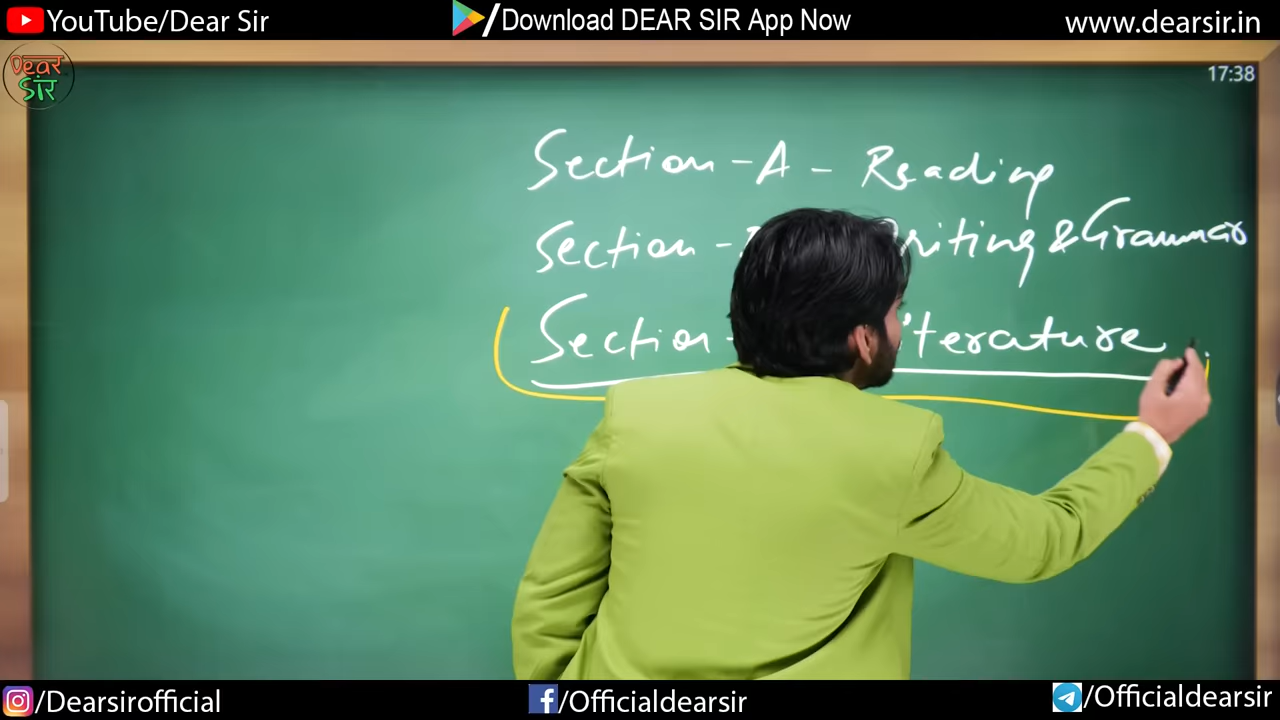 YouTube/Dear Sir
/Download DEAR SIR App Now
www.dearsir.in
Dear
सर
17:38
Section-A- Reading
Section - riting & Grammar
Section- iterature
/Dearsirofficial
/Officialdearsir
/Officialdearsir